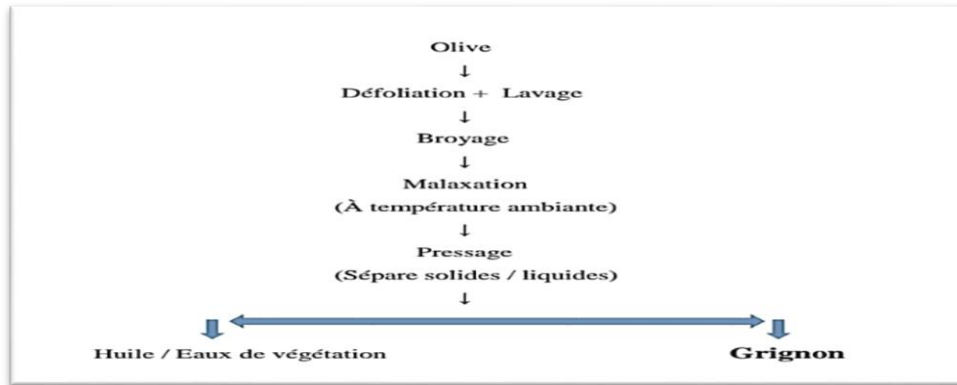 Olive
↓
Défoliation + Lavage
↓
Broyage
↓
Malaxation
(À température ambiante)
↓
Pressage
(Sépare solides / liquides)
↓
Huile / Eaux de végétation
Grignon